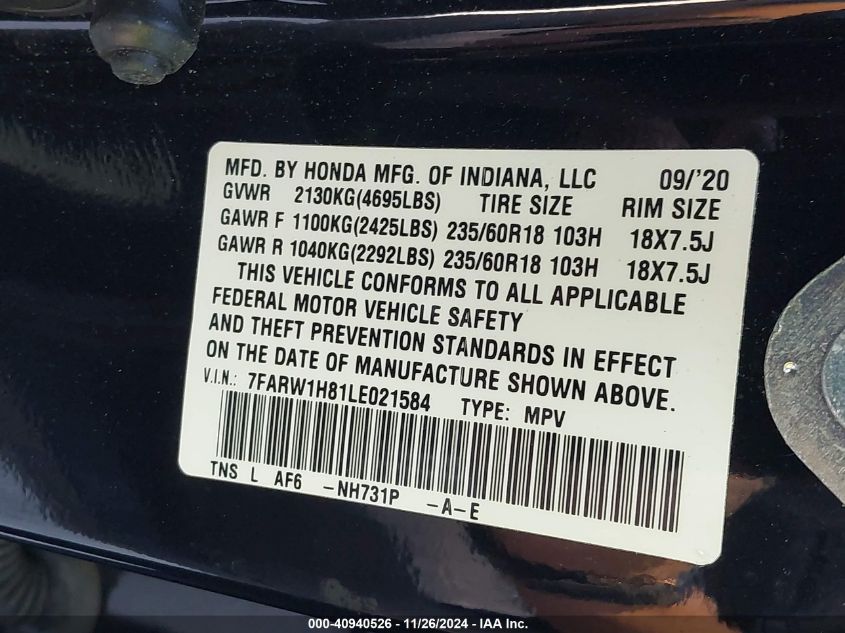 MFD. BY HONDA MFG. OF INDIANA, LLC 09/'20
GVWR 2130KG(4695LBS) TIRE SIZE RIM SIZE
GAWR F 1100KG(2425LBS) 235/60R18 103H 18X7.5J
GAWR R 1040KG(2292LBS) 235/60R18 103H 18X7.5J
THIS VEHICLE CONFORMS TO ALL APPLICABLE
FEDERAL MOTOR VEHICLE SAFETY
AND THEFT PREVENTION STANDARDS IN EFFECT
ON THE DATE OF MANUFACTURE SHOWN ABOVE.
V.I.N.: 7FARW1H81LE021584 TYPE: MPV
TNS L AF6 -NH731P -A-E
000-40940526 - 11/26/2024 - IAA Inc.